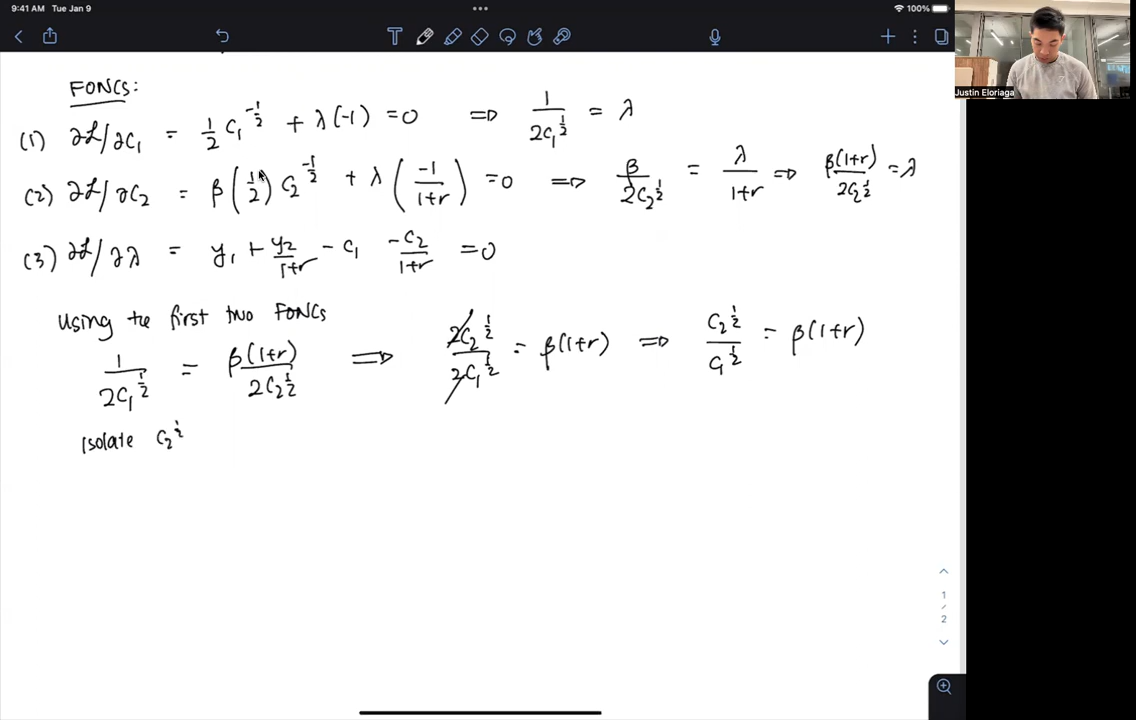 9:41 AM Tue Jan 9
100%
Justin Eloriaga
FONCs:
(1) ∂ℒ/∂C₁ = 1/2 C₁^(-1/2) + λ(-1) = 0 ⟹ 1/(2C₁^(1/2)) = λ
(2) ∂ℒ/∂C₂ = β(1/2) C₂^(-1/2) + λ(-1/(1+r)) = 0 ⟹ β/(2C₂^(1/2)) = λ/(1+r) ⟹ β(1+r)/(2C₂^(1/2)) = λ
(3) ∂ℒ/∂λ = y₁ + y₂/(1+r) - C₁ - C₂/(1+r) = 0
Using the first two FONCs
1/(2C₁^(1/2)) = β(1+r)/(2C₂^(1/2)) ⟹ 2C₂^(1/2)/(2C₁^(1/2)) = β(1+r) ⟹ C₂^(1/2)/C₁^(1/2) = β(1+r)
Isolate C₂^(1/2)
1
/
2